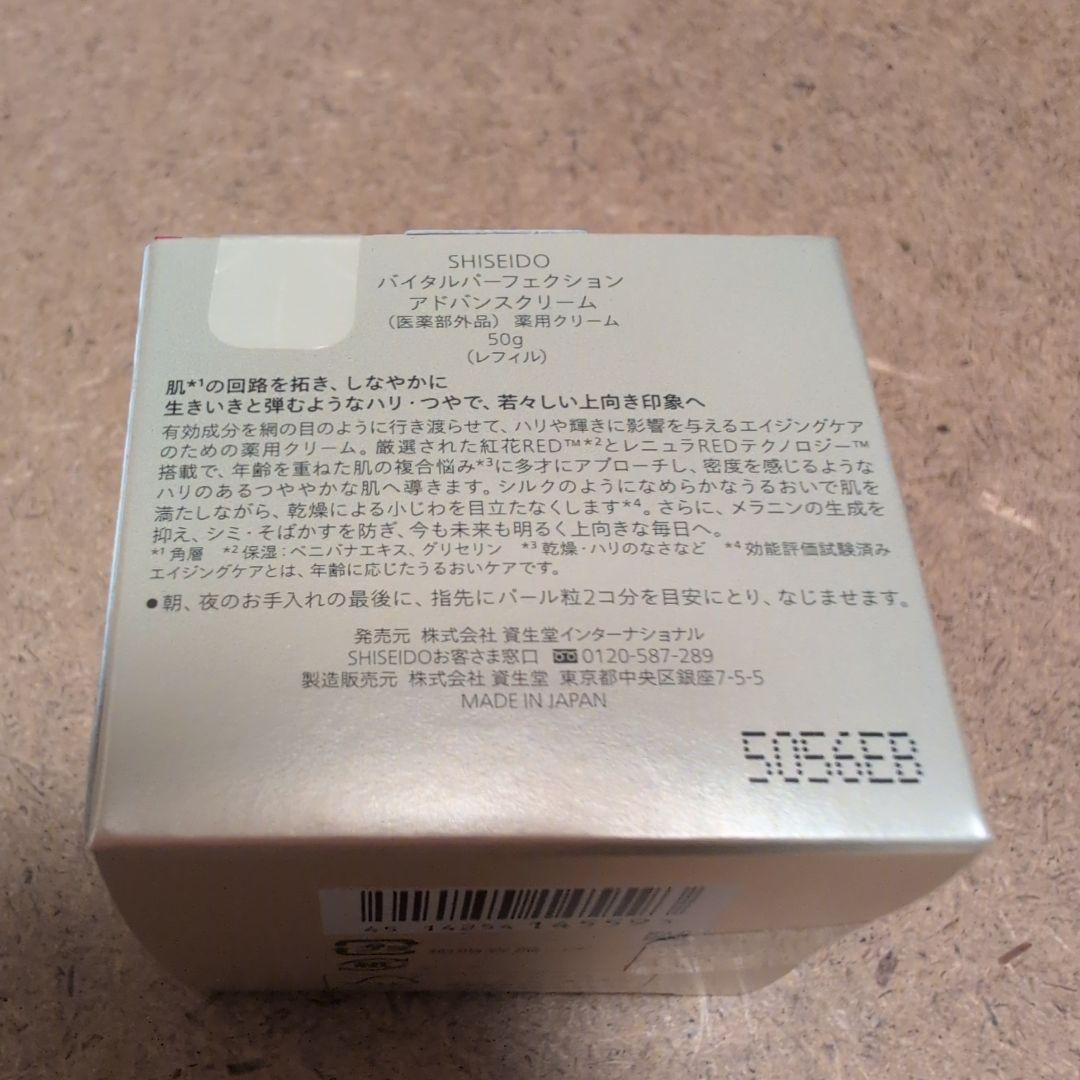 SHISEIDO
バイタルパーフェクション
アドバンスクリーム
(医薬部外品) 薬用クリーム
50g
(レフィル)
肌*1の回路を拓き、しなやかに
生きいきと弾むようなハリ・つやで、若々しい上向き印象へ
有効成分を網の目のように行き渡らせて、ハリや輝きに影響を与えるエイジングケア
のための薬用クリーム。厳選された紅花RED™*2とレニュラREDテクノロジー™
搭載で、年齢を重ねた肌の複合悩み*3に多才にアプローチし、密度を感じるような
ハリのあるつややかな肌へ導きます。シルクのようになめらかなうるおいで肌を
満たしながら、乾燥による小じわを目立たなくします*4。さらに、メラニンの生成を
抑え、シミ・そばかすを防ぎ、今も未来も明るく上向きな毎日へ。
*1 角層 *2 保湿:ベニバナエキス、グリセリン *3 乾燥・ハリのなさなど *4 効能評価試験済み
エイジングケアとは、年齢に応じたうるおいケアです。
●朝、夜のお手入れの最後に、指先にパール粒2コ分を目安にとり、なじませます。
発売元 株式会社 資生堂インターナショナル
SHISEIDOお客さま窓口 0120-587-289
製造販売元 株式会社 資生堂 東京都中央区銀座7-5-5
MADE IN JAPAN
5056EB